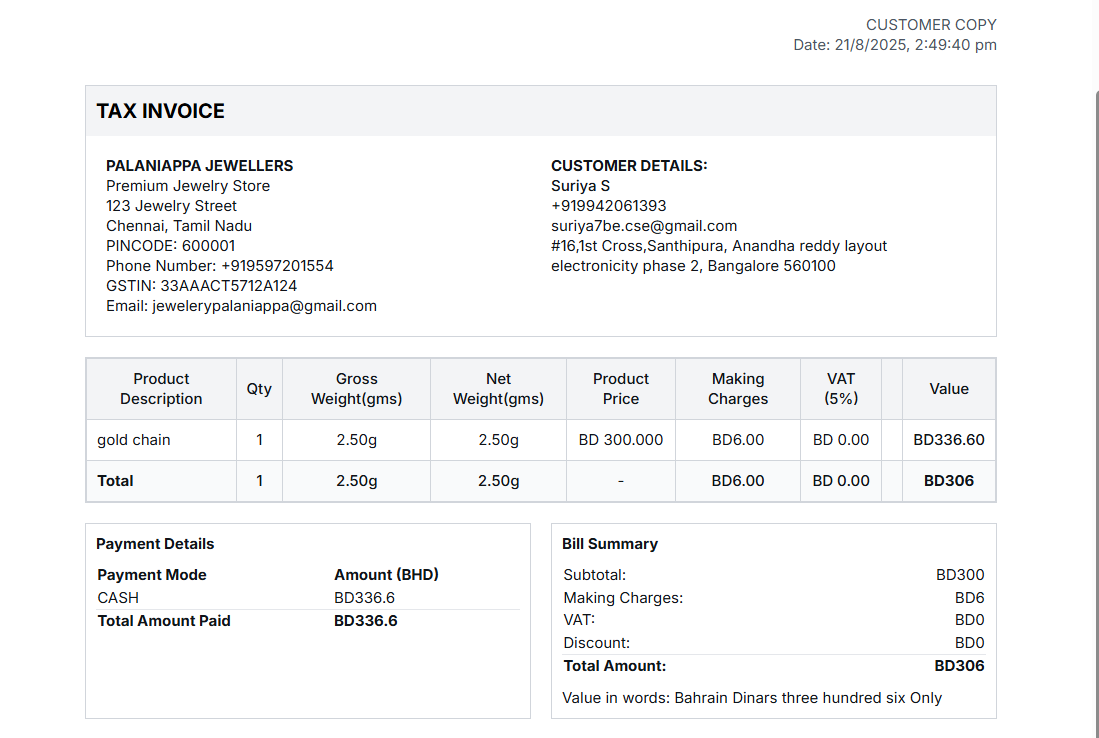 CUSTOMER COPY
Date: 21/8/2025, 2:49:40 pm
TAX INVOICE
PALANIAPPA JEWELLERS
Premium Jewelry Store
123 Jewelry Street
Chennai, Tamil Nadu
PINCODE: 600001
Phone Number: +919597201554
GSTIN: 33AAACT5712A124
Email: jewelerypalaniappa@gmail.com
CUSTOMER DETAILS:
Suriya S
+919942061393
suriya7be.cse@gmail.com
#16,1st Cross,Santhipura, Anandha reddy layout
electronicity phase 2, Bangalore 560100
Product Description Qty Gross Weight(gms) Net Weight(gms) Product Price Making Charges VAT (5%) Value
gold chain 1 2.50g 2.50g BD 300.000 BD6.00 BD 0.00 BD336.60
Total 1 2.50g 2.50g - BD6.00 BD 0.00 BD306
Payment Details
Payment Mode Amount (BHD)
CASH BD336.6
Total Amount Paid BD336.6
Bill Summary
Subtotal: BD300
Making Charges: BD6
VAT: BD0
Discount: BD0
Total Amount: BD306
Value in words: Bahrain Dinars three hundred six Only